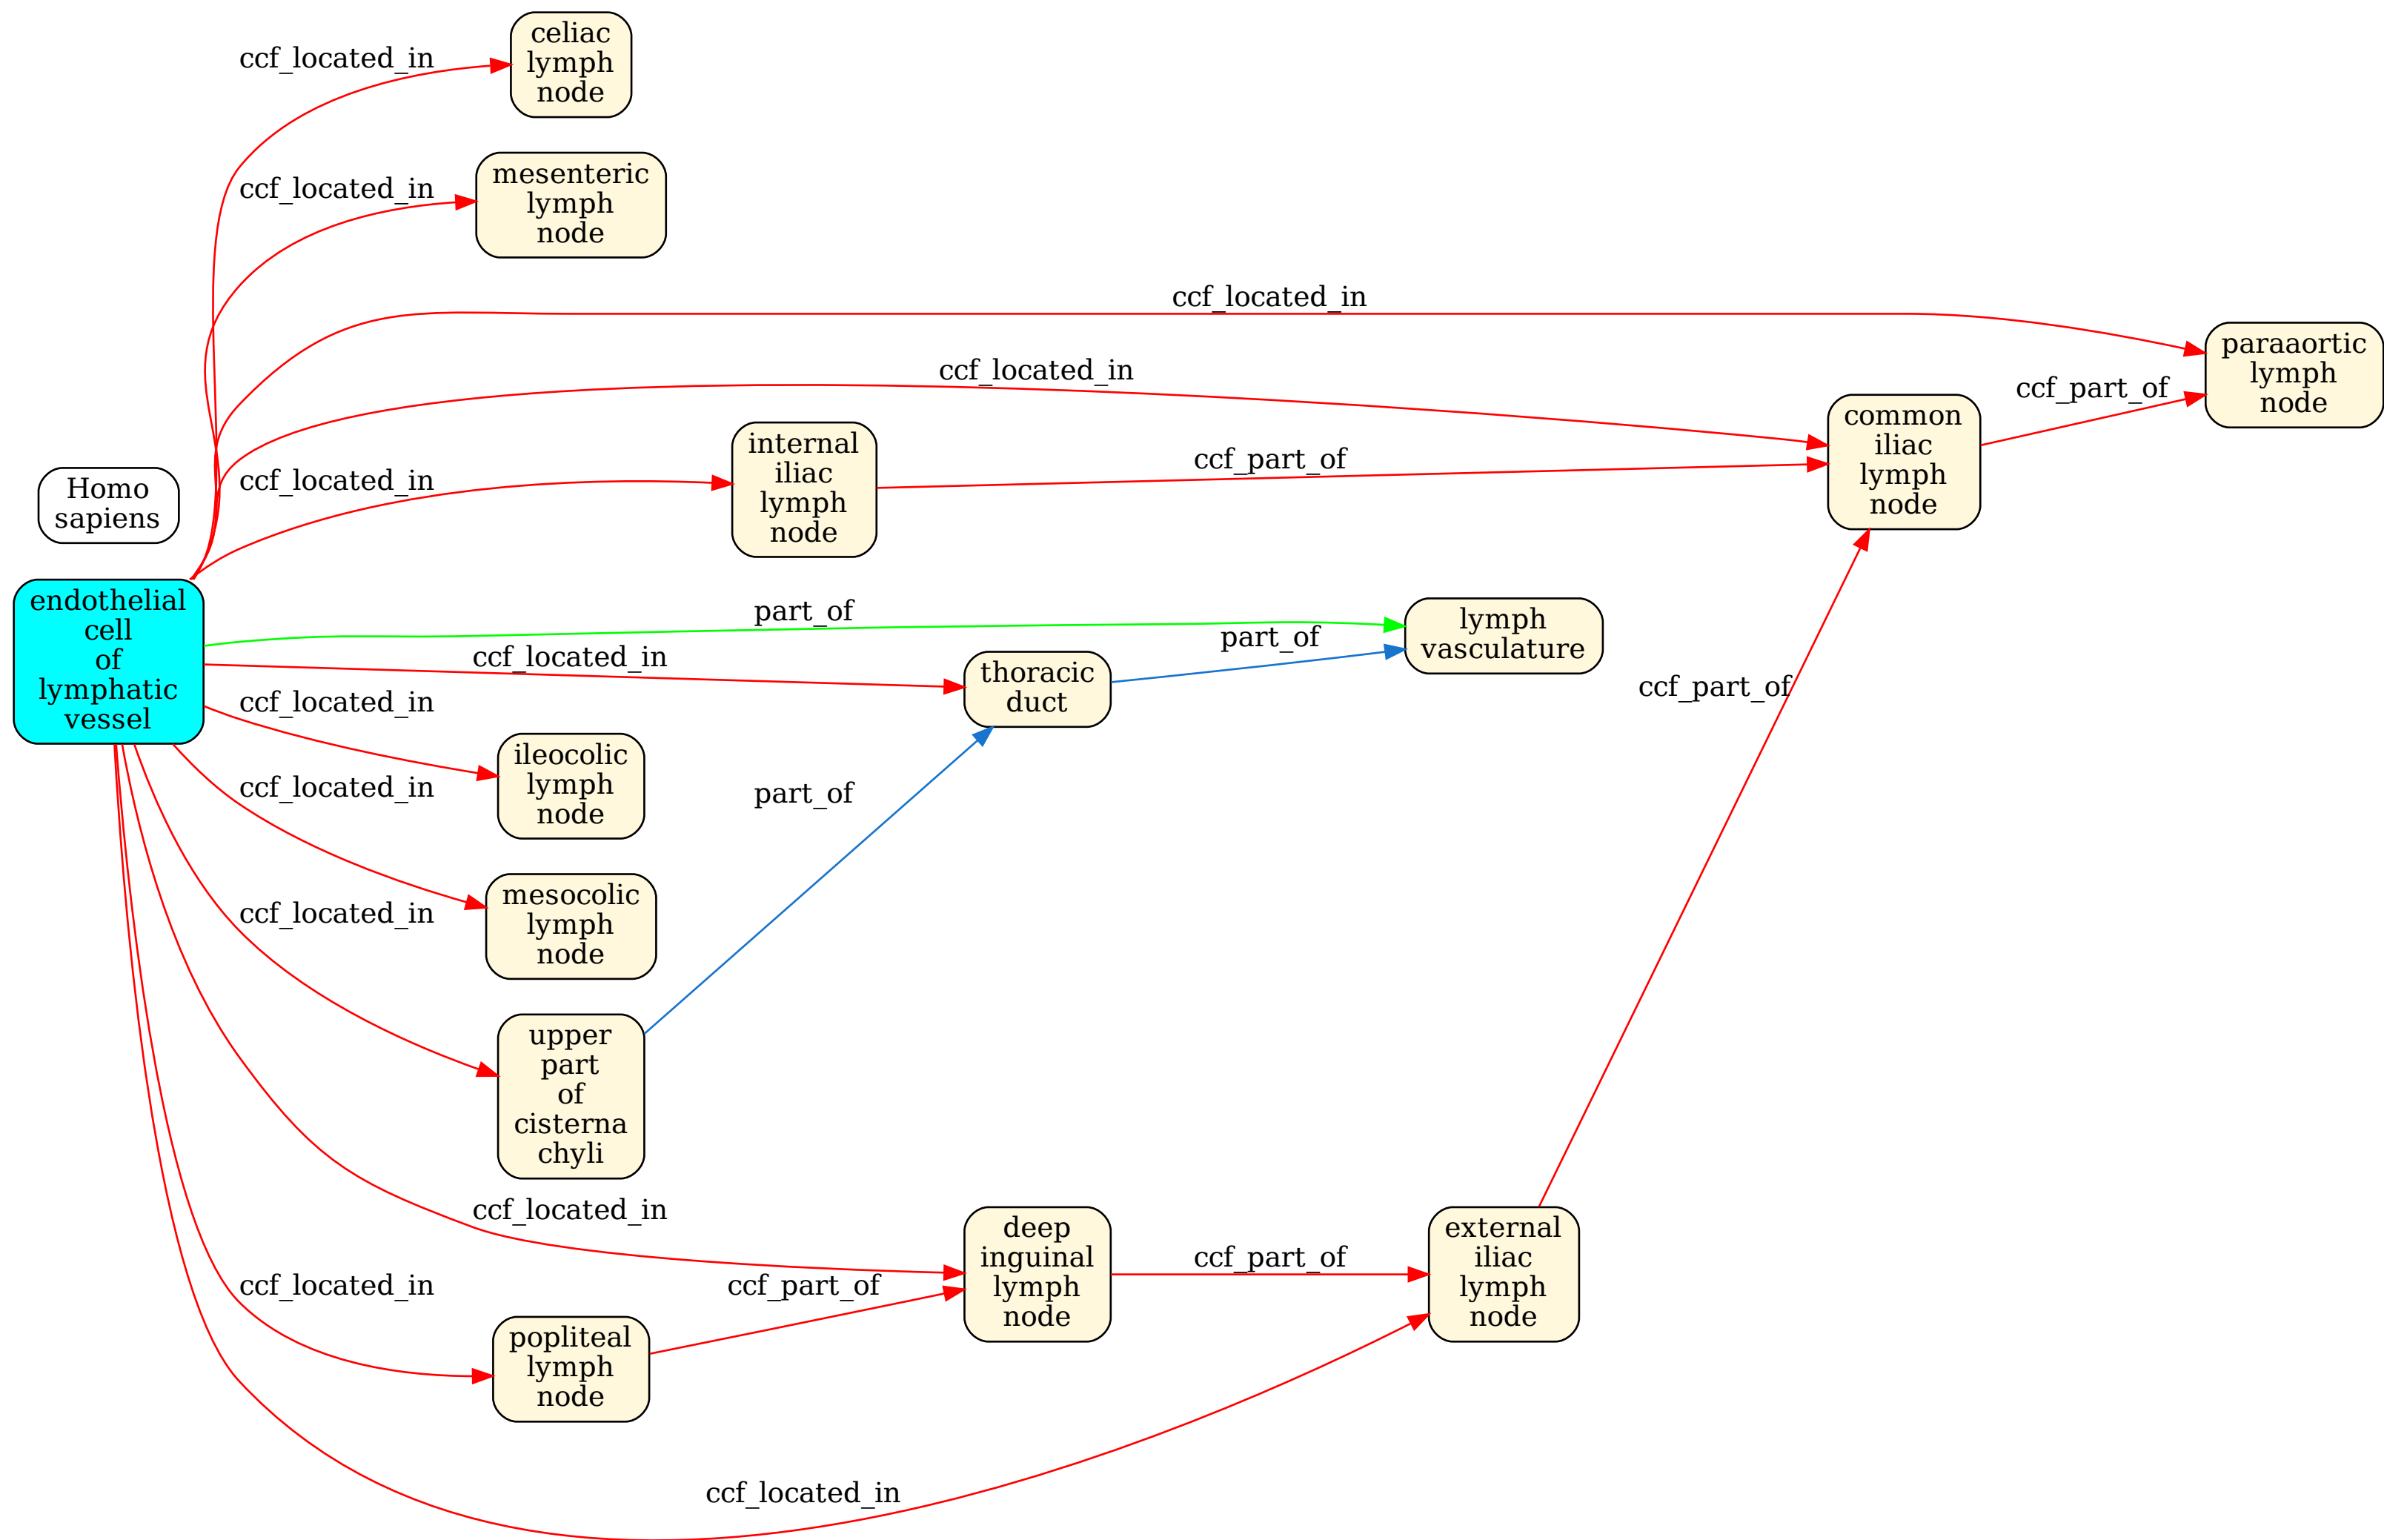 celiac
lymph
node
ccf_located_in
mesenteric
lymph
node
ccf_located_in
ccf_located_in
paraaortic
lymph
node
ccf_located_in
ccf_part_of
common
iliac
lymph
node
internal
iliac
lymph
node
ccf_part_of
ccf_located_in
Homo
sapiens
endothelial
cell
of
lymphatic
vessel
part_of
lymph
vasculature
part_of
ccf_located_in
thoracic
duct
ccf_part_of
ccf_located_in
ileocolic
lymph
node
ccf_located_in
part_of
mesocolic
lymph
node
ccf_located_in
upper
part
of
cisterna
chyli
ccf_located_in
deep
inguinal
lymph
node
ccf_part_of
external
iliac
lymph
node
ccf_located_in
ccf_part_of
popliteal
lymph
node
ccf_located_in